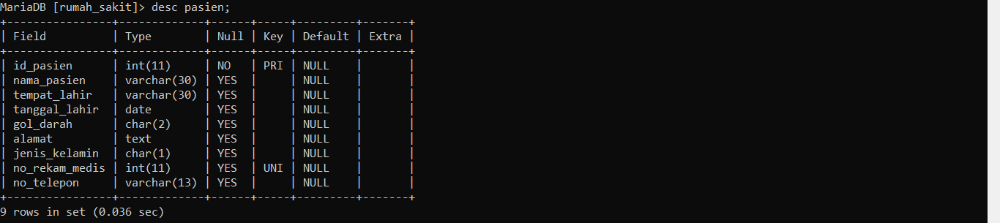 MariaDB [rumah_sakit]> desc pasien;
+----------------+-------------+------+-----+---------+-------+
| Field          | Type        | Null | Key | Default | Extra |
+----------------+-------------+------+-----+---------+-------+
| id_pasien      | int(11)     | NO   | PRI | NULL    |       |
| nama_pasien    | varchar(30) | YES  |     | NULL    |       |
| tempat_lahir   | varchar(30) | YES  |     | NULL    |       |
| tanggal_lahir  | date        | YES  |     | NULL    |       |
| gol_darah      | char(2)     | YES  |     | NULL    |       |
| alamat         | text        | YES  |     | NULL    |       |
| jenis_kelamin  | char(1)     | YES  |     | NULL    |       |
| no_rekam_medis | int(11)     | YES  | UNI | NULL    |       |
| no_telepon     | varchar(13) | YES  |     | NULL    |       |
+----------------+-------------+------+-----+---------+-------+
9 rows in set (0.036 sec)